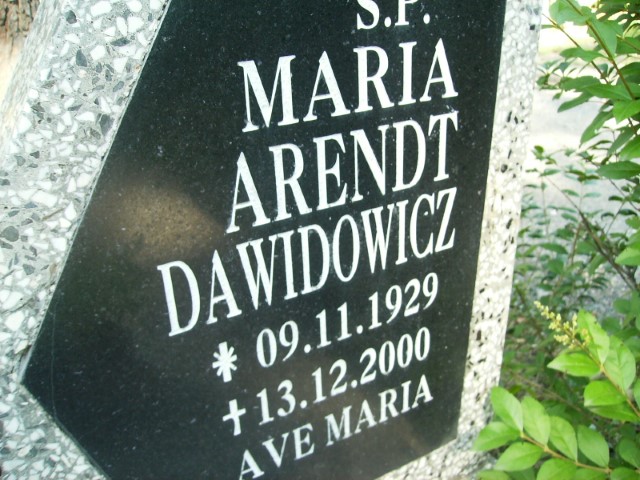 Ś.P.
MARIA
ARENDT
DAWIDOWICZ
* 09.11.1929
+ 13.12.2000
AVE MARIA